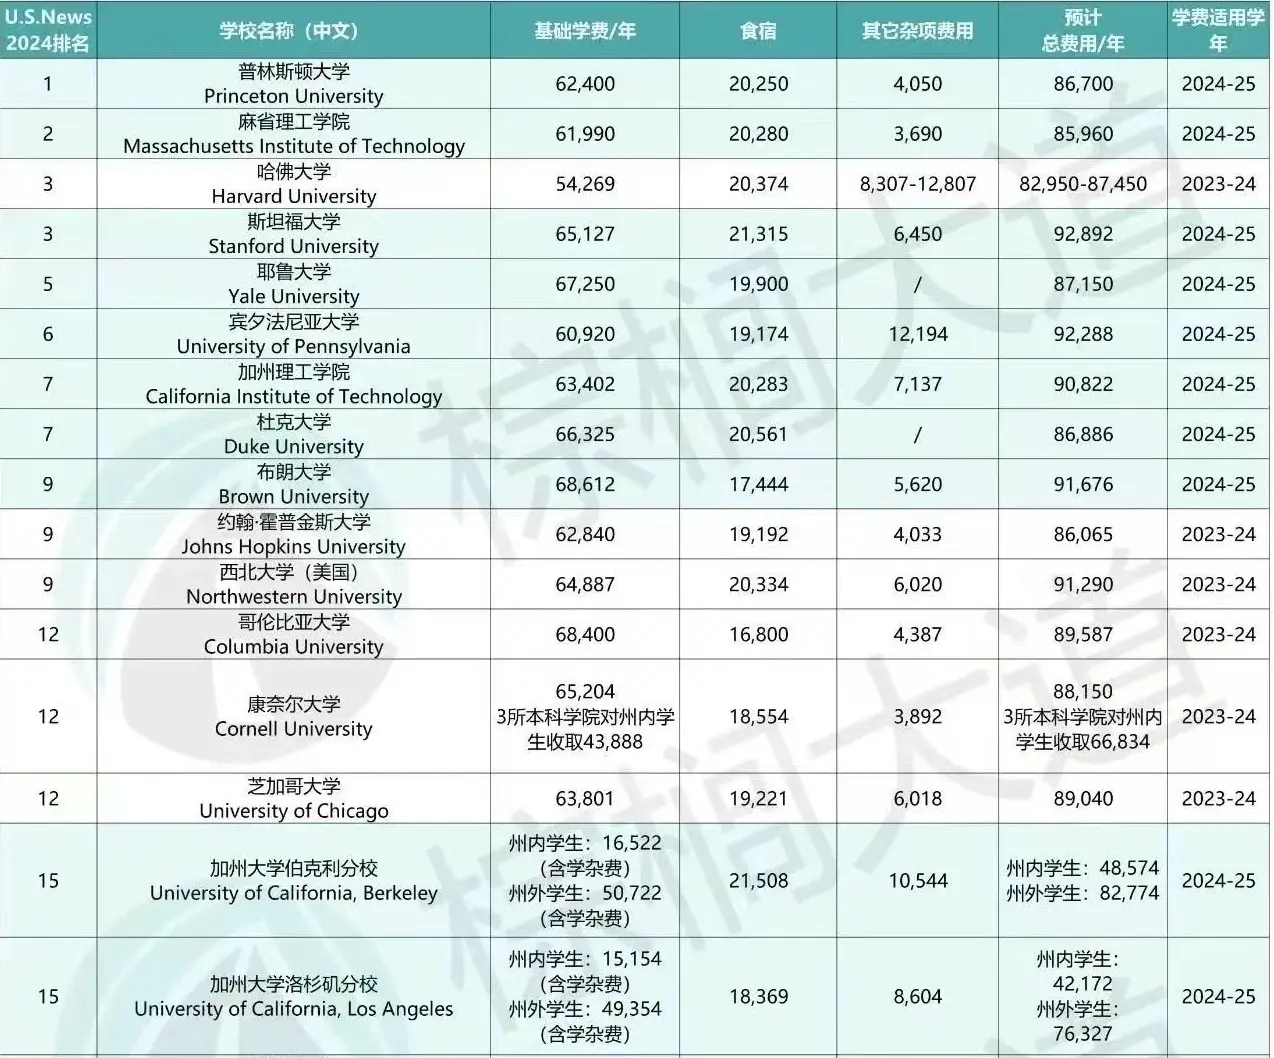 U.S.News
2024排名
学校名称（中文）
基础学费/年
食宿
其它杂项费用
预计
总费用/年
学费适用学
年
1
普林斯顿大学
Princeton University
62,400
20,250
4,050
86,700
2024-25
2
麻省理工学院
Massachusetts Institute of Technology
61,990
20,280
3,690
85,960
2024-25
3
哈佛大学
Harvard University
54,269
20,374
8,307-12,807
82,950-87,450
2023-24
3
斯坦福大学
Stanford University
65,127
21,315
6,450
92,892
2024-25
5
耶鲁大学
Yale University
67,250
19,900
/
87,150
2024-25
6
宾夕法尼亚大学
University of Pennsylvania
60,920
19,174
12,194
92,288
2024-25
7
加州理工学院
California Institute of Technology
63,402
20,283
7,137
90,822
2024-25
7
杜克大学
Duke University
66,325
20,561
/
86,886
2024-25
9
布朗大学
Brown University
68,612
17,444
5,620
91,676
2024-25
9
约翰·霍普金斯大学
Johns Hopkins University
62,840
19,192
4,033
86,065
2023-24
9
西北大学（美国）
Northwestern University
64,887
20,334
6,020
91,290
2023-24
12
哥伦比亚大学
Columbia University
68,400
16,800
4,387
89,587
2023-24
12
康奈尔大学
Cornell University
65,204
3所本科学院对州内学
生收取43,888
18,554
3,892
88,150
3所本科学院对州内
学生收取66,834
2023-24
12
芝加哥大学
University of Chicago
63,801
19,221
6,018
89,040
2023-24
15
加州大学伯克利分校
University of California, Berkeley
州内学生：16,522
(含学杂费)
州外学生：50,722
(含学杂费)
21,508
10,544
州内学生：48,574
州外学生：82,774
2024-25
15
加州大学洛杉矶分校
University of California, Los Angeles
州内学生：15,154
(含学杂费)
州外学生：49,354
(含学杂费)
18,369
8,604
州内学生：
42,172
州外学生：
76,327
2024-25
棕榈大道
棕榈大道